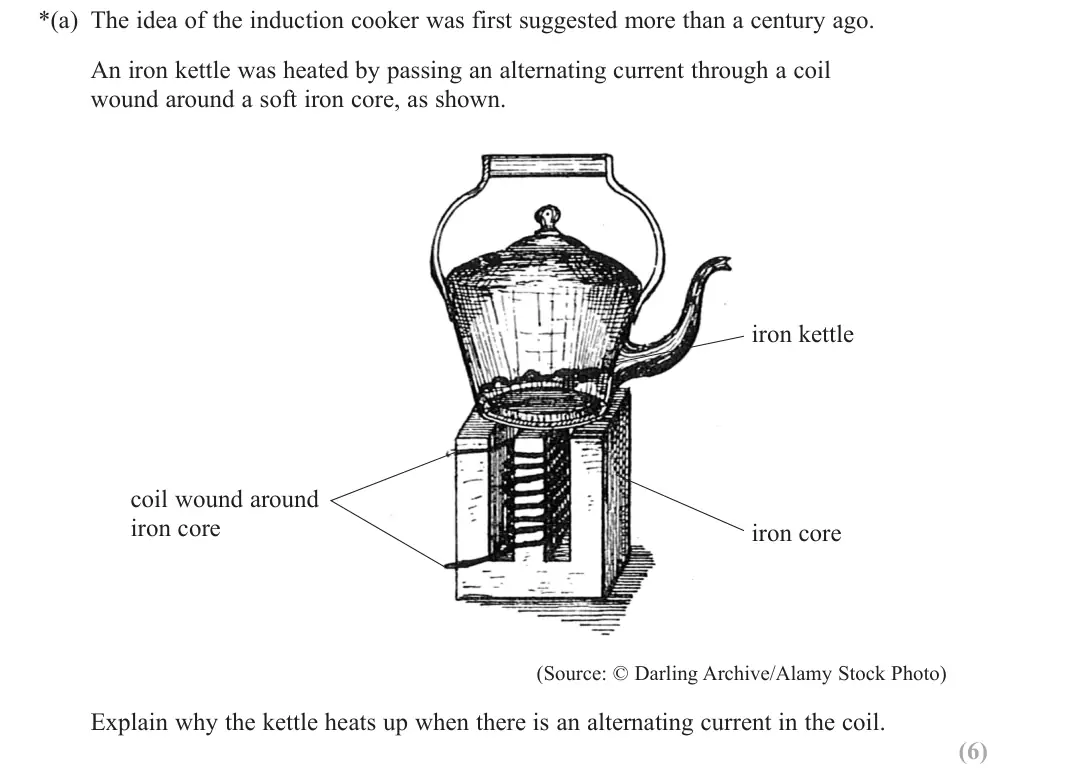 *(a) The idea of the induction cooker was first suggested more than a century ago.
An iron kettle was heated by passing an alternating current through a coil
wound around a soft iron core, as shown.
iron kettle
coil wound around
iron core
iron core
(Source: © Darling Archive/Alamy Stock Photo)
Explain why the kettle heats up when there is an alternating current in the coil.
(6)